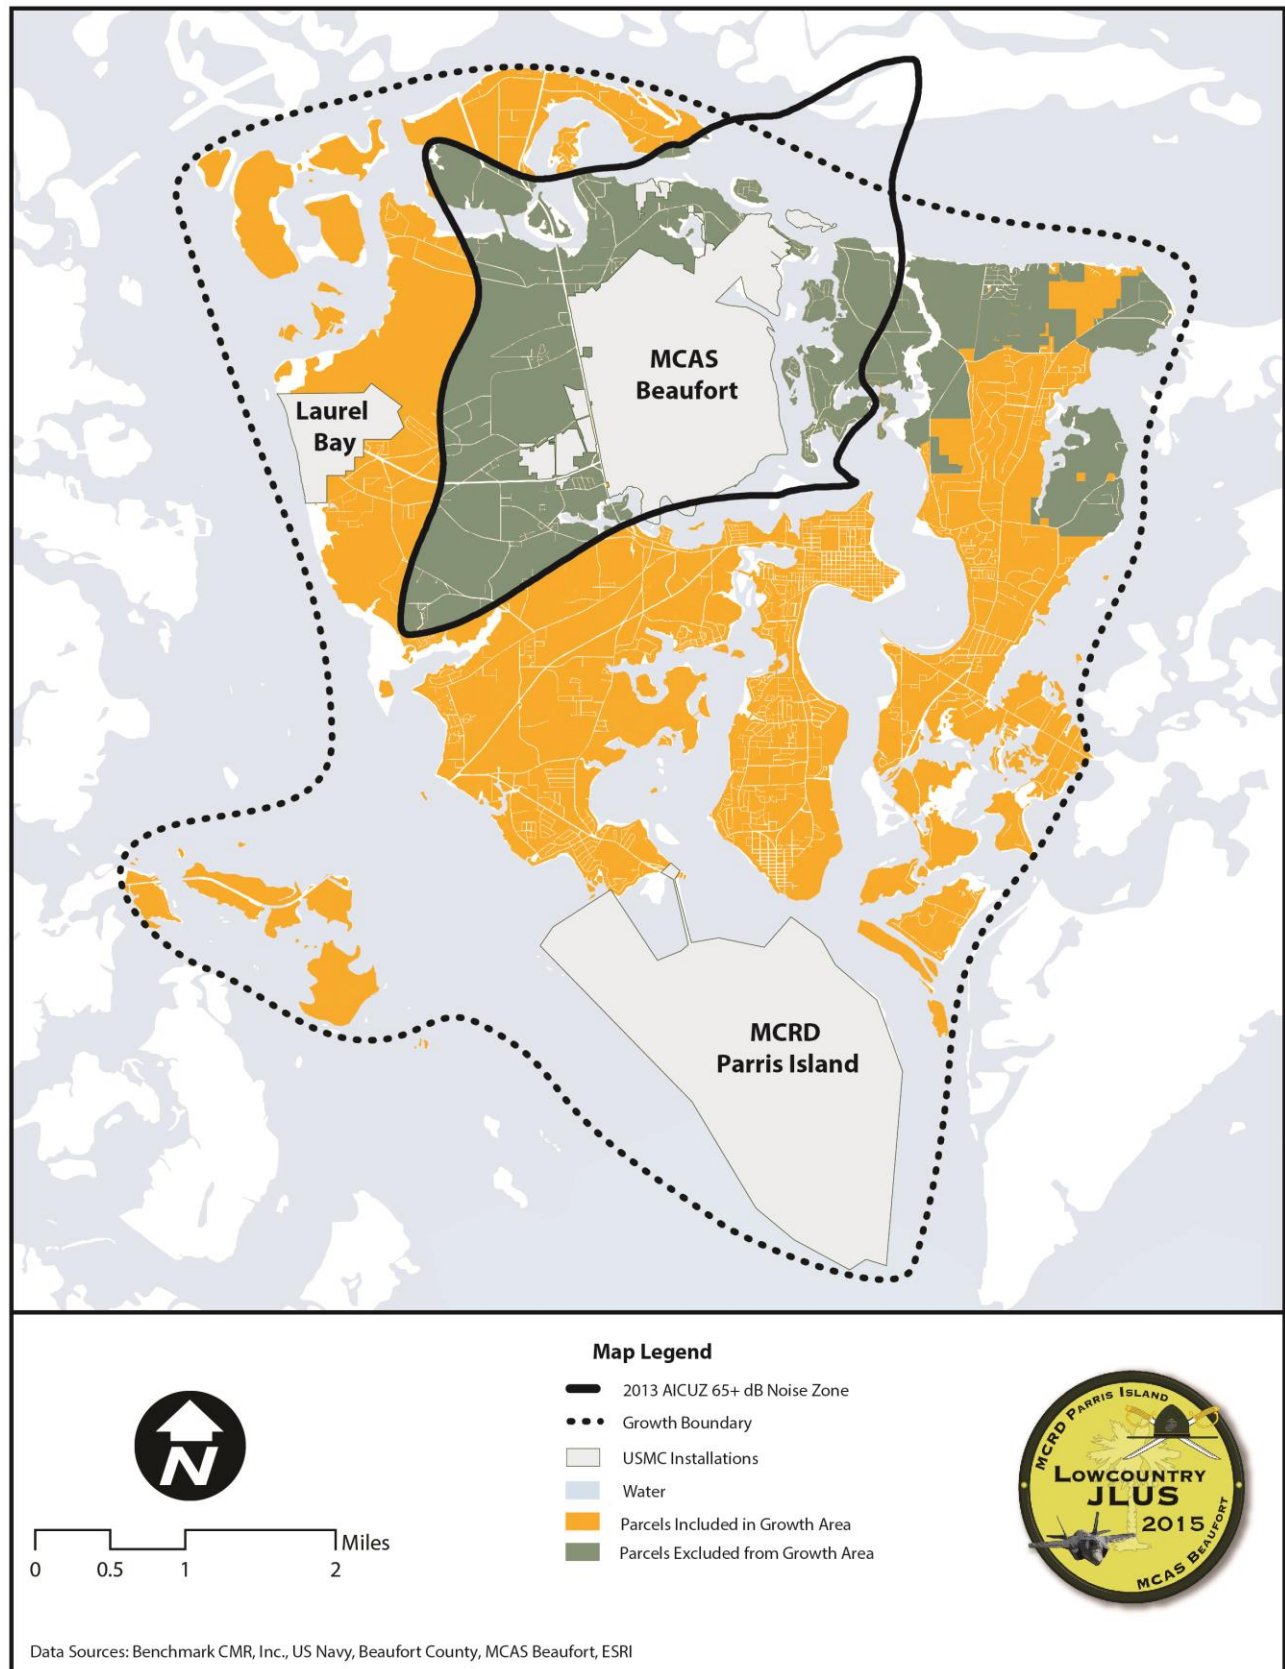 MCAS
Beaufort
Laurel
Bay
MCRD
Parris Island
Map Legend
2013 AICUZ 65+ dB Noise Zone
Growth Boundary
USMC Installations
Water
Parcels Included in Growth Area
Parcels Excluded from Growth Area
N
Miles
0 0.5 1 2
MCRD PARRIS ISLAND
LOWCOUNTRY
JLUS
2015
MCAS BEAUFORT
Data Sources: Benchmark CMR, Inc., US Navy, Beaufort County, MCAS Beaufort, ESRI